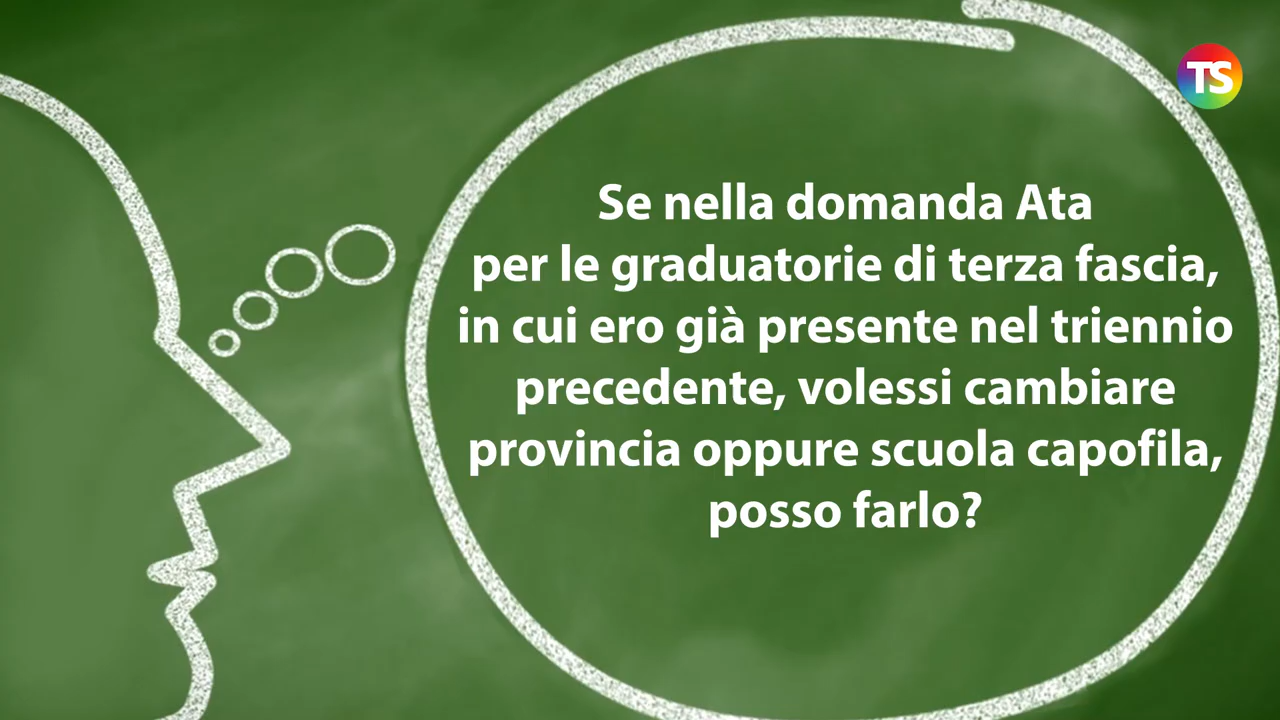 TS
Se nella domanda Ata
per le graduatorie di terza fascia,
in cui ero già presente nel triennio
precedente, volessi cambiare
provincia oppure scuola capofila,
posso farlo?